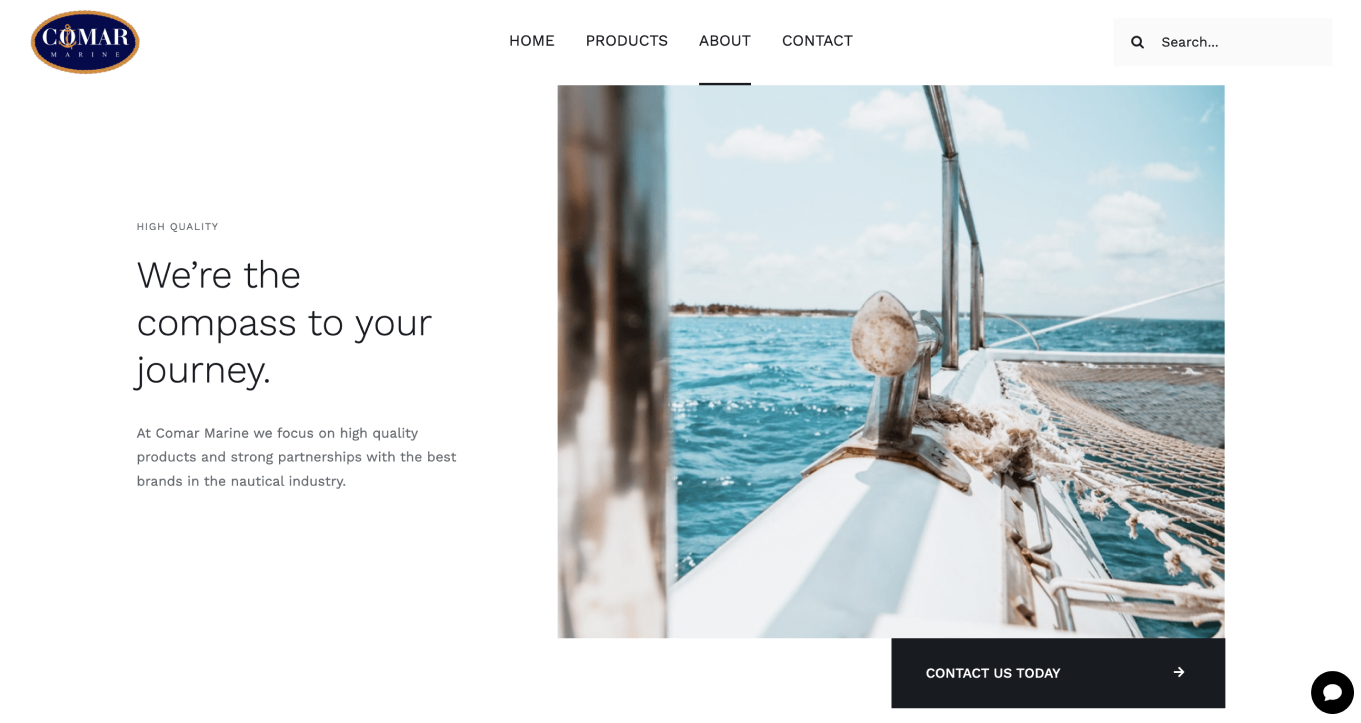 COMAR
MARINE
HOME
PRODUCTS
ABOUT
CONTACT
Search...
HIGH QUALITY
We’re the
compass to your
journey.
At Comar Marine we focus on high quality
products and strong partnerships with the best
brands in the nautical industry.
CONTACT US TODAY